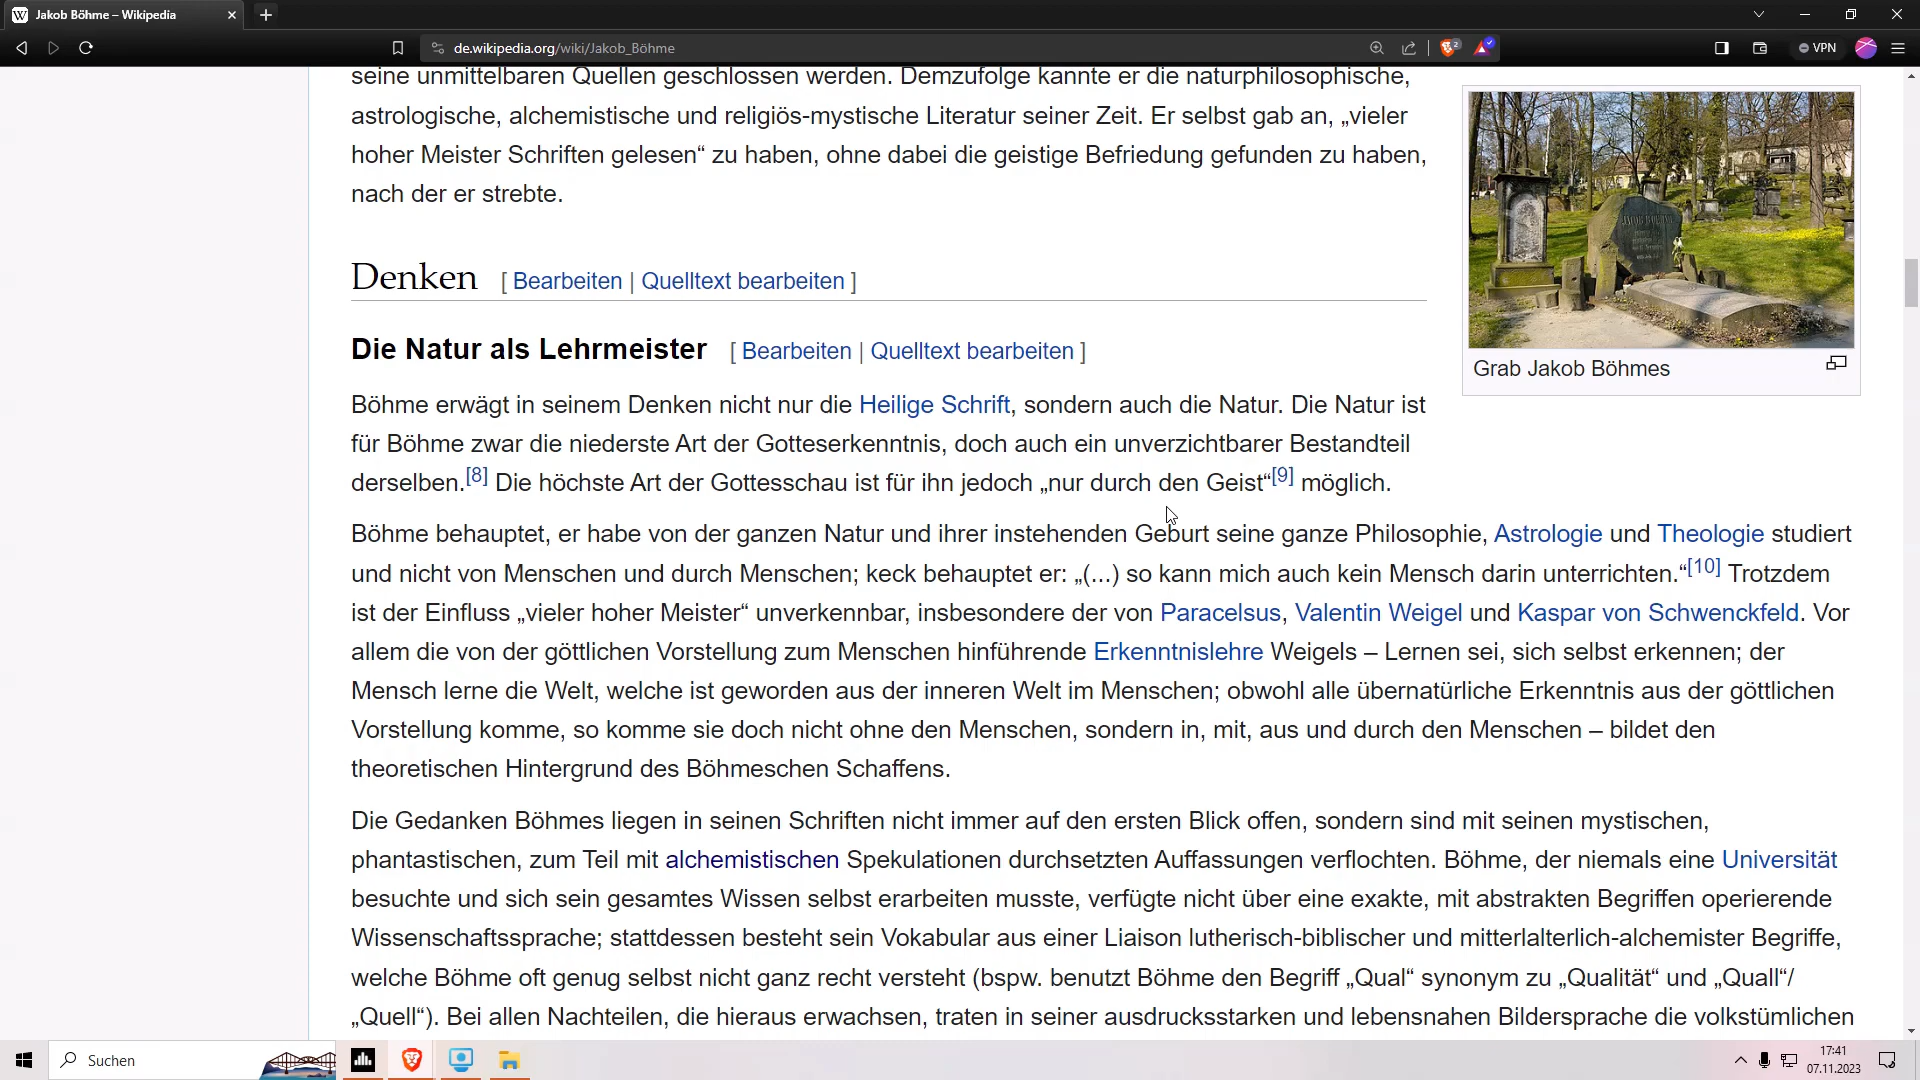 Jakob Böhme – Wikipedia
de.wikipedia.org/wiki/Jakob_Böhme
2
VPN
seine unmittelbaren Quellen geschlossen werden. Demzufolge kannte er die naturphilosophische,
astrologische, alchemistische und religiös-mystische Literatur seiner Zeit. Er selbst gab an, „vieler
hoher Meister Schriften gelesen“ zu haben, ohne dabei die geistige Befriedung gefunden zu haben,
nach der er strebte.
Grab Jakob Böhmes
Denken [ Bearbeiten | Quelltext bearbeiten ]
Die Natur als Lehrmeister [ Bearbeiten | Quelltext bearbeiten ]
Böhme erwägt in seinem Denken nicht nur die Heilige Schrift, sondern auch die Natur. Die Natur ist
für Böhme zwar die niederste Art der Gotteserkenntnis, doch auch ein unverzichtbarer Bestandteil
derselben.[8] Die höchste Art der Gottesschau ist für ihn jedoch „nur durch den Geist“[9] möglich.
Böhme behauptet, er habe von der ganzen Natur und ihrer instehenden Geburt seine ganze Philosophie, Astrologie und Theologie studiert
und nicht von Menschen und durch Menschen; keck behauptet er: „(...) so kann mich auch kein Mensch darin unterrichten.“[10] Trotzdem
ist der Einfluss „vieler hoher Meister“ unverkennbar, insbesondere der von Paracelsus, Valentin Weigel und Kaspar von Schwenckfeld. Vor
allem die von der göttlichen Vorstellung zum Menschen hinführende Erkenntnislehre Weigels – Lernen sei, sich selbst erkennen; der
Mensch lerne die Welt, welche ist geworden aus der inneren Welt im Menschen; obwohl alle übernatürliche Erkenntnis aus der göttlichen
Vorstellung komme, so komme sie doch nicht ohne den Menschen, sondern in, mit, aus und durch den Menschen – bildet den
theoretischen Hintergrund des Böhmeschen Schaffens.
Die Gedanken Böhmes liegen in seinen Schriften nicht immer auf den ersten Blick offen, sondern sind mit seinen mystischen,
phantastischen, zum Teil mit alchemistischen Spekulationen durchsetzten Auffassungen verflochten. Böhme, der niemals eine Universität
besuchte und sich sein gesamtes Wissen selbst erarbeiten musste, verfügte nicht über eine exakte, mit abstrakten Begriffen operierende
Wissenschaftssprache; stattdessen besteht sein Vokabular aus einer Liaison lutherisch-biblischer und mitterlalterlich-alchemister Begriffe,
welche Böhme oft genug selbst nicht ganz recht versteht (bspw. benutzt Böhme den Begriff „Qual“ synonym zu „Qualität“ und „Quall“/
„Quell“). Bei allen Nachteilen, die hieraus erwachsen, traten in seiner ausdrucksstarken und lebensnahen Bildersprache die volkstümlichen
Suchen
17:41
07.11.2023